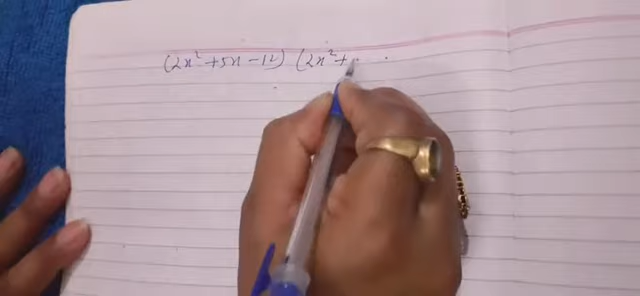 (2x² + 5x - 12) (2x² +